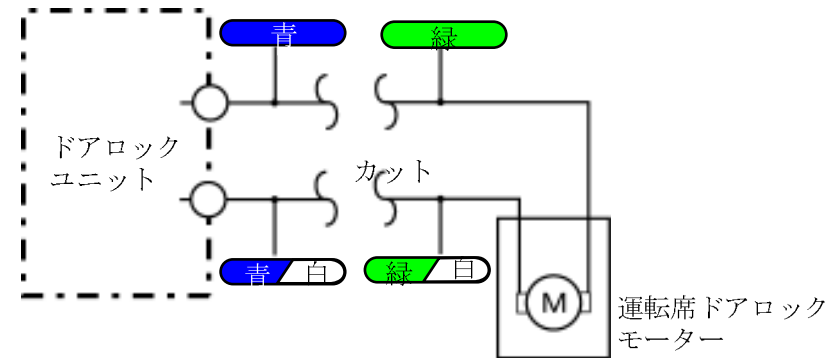 青
緑
ドアロック
ユニット
カット
青 白
緑 白
M
運転席ドアロック
モーター